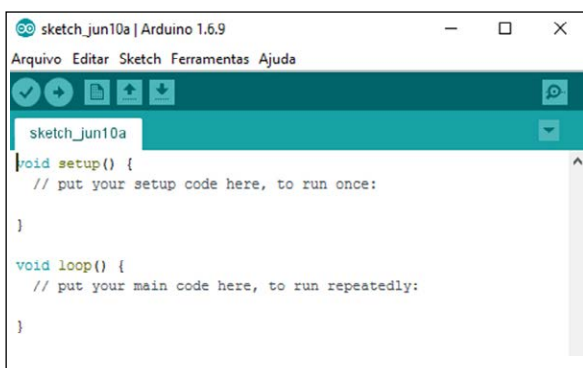 sketch_jun10a | Arduino 1.6.9
Arquivo Editar Sketch Ferramentas Ajuda
sketch_jun10a
void setup() {
// put your setup code here, to run once:
}
void loop() {
// put your main code here, to run repeatedly:
}